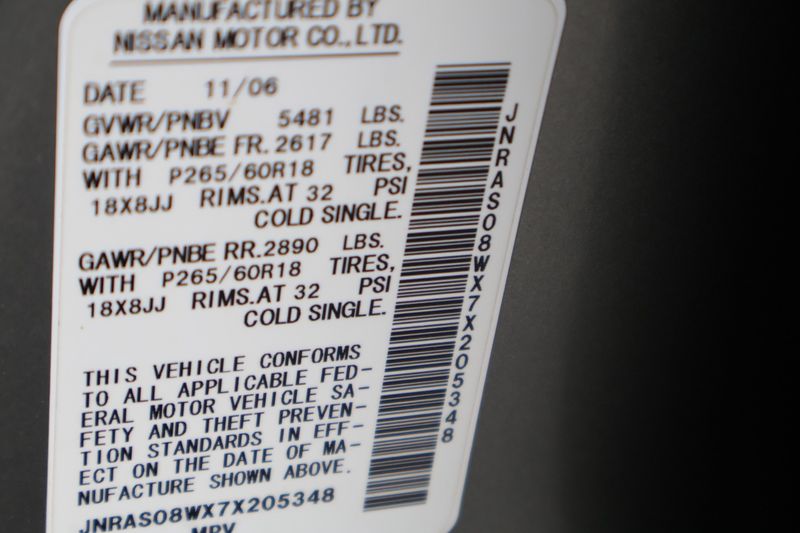 MANUFACTURED BY
NISSAN MOTOR CO.,LTD.
DATE 11/06
GVWR/PNBV 5481 LBS.
GAWR/PNBE FR. 2617 LBS.
WITH P265/60R18 TIRES,
18X8JJ RIMS.AT 32 PSI
COLD SINGLE.
GAWR/PNBE RR.2890 LBS.
WITH P265/60R18 TIRES,
18X8JJ RIMS.AT 32 PSI
COLD SINGLE.
THIS VEHICLE CONFORMS
TO ALL APPLICABLE FED-
ERAL MOTOR VEHICLE SA-
FETY AND THEFT PREVEN-
TION STANDARDS IN EFF-
ECT ON THE DATE OF MA-
NUFACTURE SHOWN ABOVE.
JNRAS08WX7X205348
MPV
JNRAS08WX7X205348